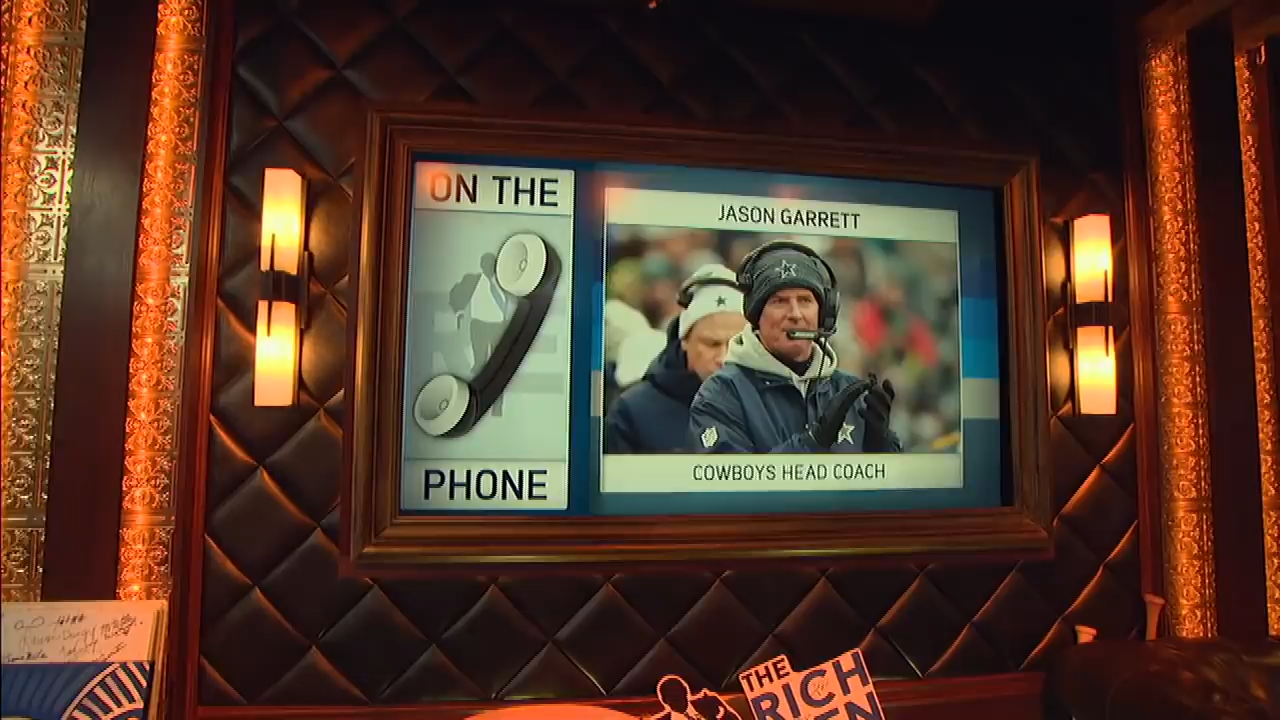 ON THE
PHONE
JASON GARRETT
COWBOYS HEAD COACH
THE
RICH